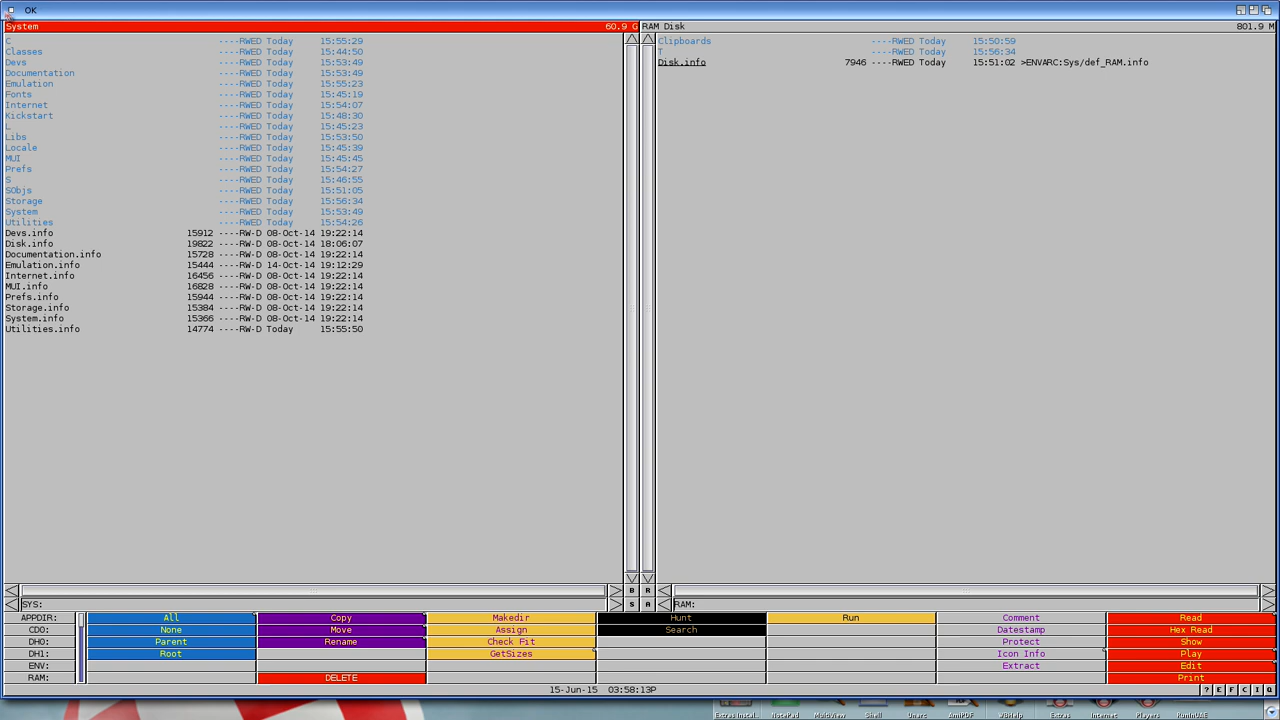 OK
System 60.9 G RAM Disk 801.9 M
C ----RWED Today 15:55:29
Classes ----RWED Today 15:44:50
Devs ----RWED Today 15:53:49
Documentation ----RWED Today 15:53:49
Emulation ----RWED Today 15:55:23
Fonts ----RWED Today 15:45:19
Internet ----RWED Today 15:54:07
Kickstart ----RWED Today 15:48:30
L ----RWED Today 15:45:23
Libs ----RWED Today 15:53:50
Locale ----RWED Today 15:45:39
MUI ----RWED Today 15:45:45
Prefs ----RWED Today 15:54:27
S ----RWED Today 15:46:55
SObjs ----RWED Today 15:51:05
Storage ----RWED Today 15:56:34
System ----RWED Today 15:53:49
Utilities ----RWED Today 15:54:26
Devs.info 15912 ----RW-D 08-Oct-14 19:22:14
Disk.info 19822 ----RW-D 08-Oct-14 18:06:07
Documentation.info 15728 ----RW-D 08-Oct-14 19:22:14
Emulation.info 15444 ----RW-D 14-Oct-14 19:12:29
Internet.info 16456 ----RW-D 08-Oct-14 19:22:14
MUI.info 16828 ----RW-D 08-Oct-14 19:22:14
Prefs.info 15944 ----RW-D 08-Oct-14 19:22:14
Storage.info 15384 ----RW-D 08-Oct-14 19:22:14
System.info 15366 ----RW-D 08-Oct-14 19:22:14
Utilities.info 14774 ----RW-D Today 15:55:50
Clipboards ----RWED Today 15:50:59
T ----RWED Today 15:56:34
Disk.info 7946 ----RWED Today 15:51:02 >ENVARC:Sys/def_RAM.info
B R
SYS: S A RAM:
APPDIR: All Copy Makedir Hunt Run Comment Read
CD0: None Move Assign Search Datestamp Hex Read
DH0: Parent Rename Check Fit Protect Show
DH1: Root GetSizes Icon Info Play
ENV: Extract Edit
RAM: DELETE Print
15-Jun-15 03:58:13P ? E F C I Q
Extras Instal... NotePad MultiView Shell Unarc AmiPDF WBHelp Extras Internet Players RunInUAE